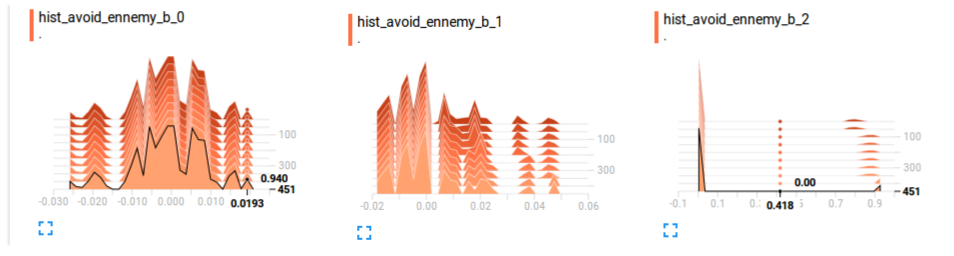 hist_avoid_ennemy_b_0
.
100
300
0.940
451
-0.030 -0.020 -0.010 0.000 0.010 0.0193
hist_avoid_ennemy_b_1
.
100
300
-0.02 0.00 0.02 0.04 0.06
hist_avoid_ennemy_b_2
.
100
300
0.00
451
-0.1 0.1 0.418 0.7 0.9